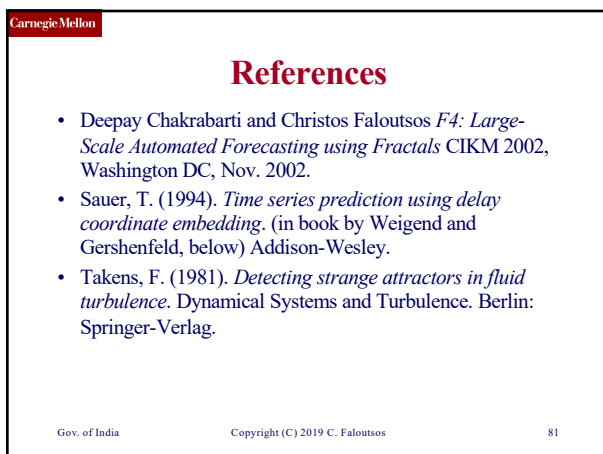 Carnegie Mellon
References
• Deepay Chakrabarti and Christos Faloutsos F4: Large-
Scale Automated Forecasting using Fractals CIKM 2002,
Washington DC, Nov. 2002.
• Sauer, T. (1994). Time series prediction using delay
coordinate embedding. (in book by Weigend and
Gershenfeld, below) Addison-Wesley.
• Takens, F. (1981). Detecting strange attractors in fluid
turbulence. Dynamical Systems and Turbulence. Berlin:
Springer-Verlag.
Gov. of India Copyright (C) 2019 C. Faloutsos 81